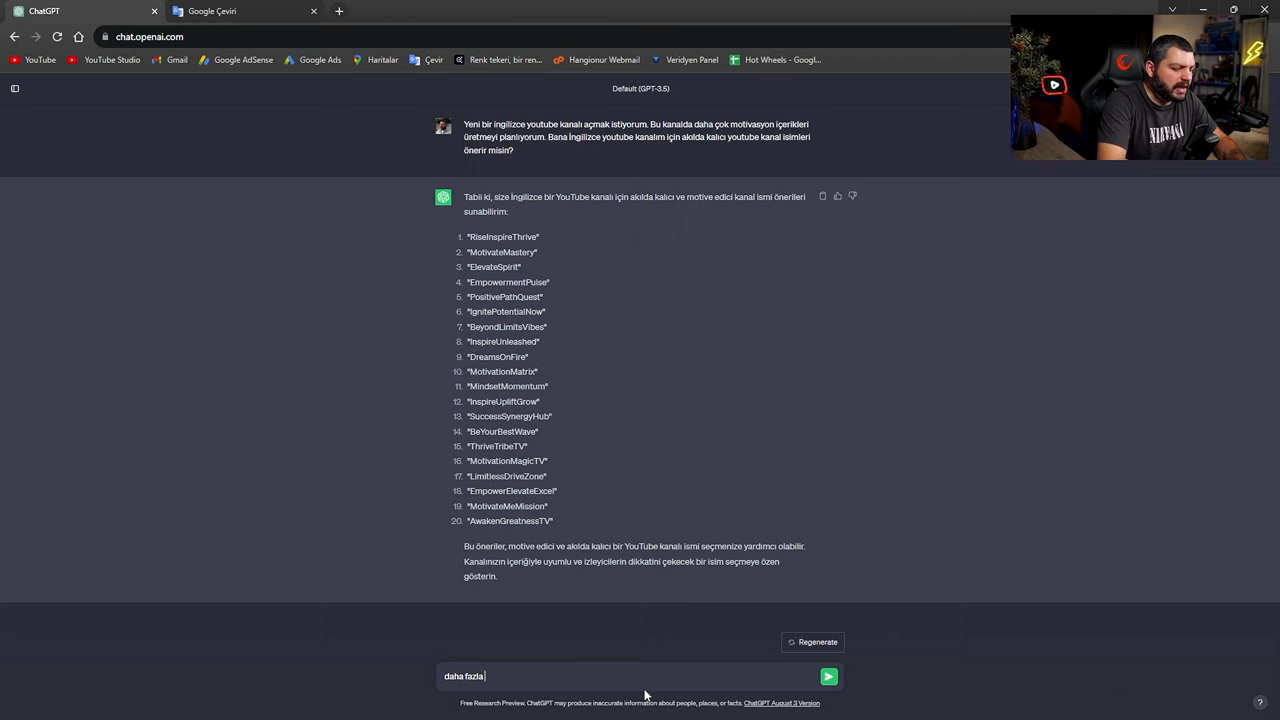 ChatGPT
Google Çeviri
chat.openai.com
YouTube
YouTube Studio
Gmail
Google AdSense
Google Ads
Haritalar
Çeviri
Renk tekeri, bir ren...
Hangionur Webmail
Veridyen Panel
Hot Wheels - Googl...
Default (GPT-3.5)
Yeni bir ingilizce youtube kanalı açmak istiyorum. Bu kanalda daha çok motivasyon içerikleri
üretmeyi planlıyorum. Bana İngilizce youtube kanalım için akılda kalıcı youtube kanal isimleri
önerir misin?
Tabii ki, size İngilizce bir YouTube kanalı için akılda kalıcı ve motive edici kanal ismi önerileri
sunabilirim:
1. "RiseInspireThrive"
2. "MotivateMastery"
3. "ElevateSpirit"
4. "EmpowermentPulse"
5. "PositivePathQuest"
6. "IgnitePotentialNow"
7. "BeyondLimitsVibes"
8. "InspireUnleashed"
9. "DreamsOnFire"
10. "MotivationMatrix"
11. "MindsetMomentum"
12. "InspireUpliftGrow"
13. "SuccessSynergyHub"
14. "BeYourBestWave"
15. "ThriveTribeTV"
16. "MotivationMagicTV"
17. "LimitlessDriveZone"
18. "EmpowerElevateExcel"
19. "MotivateMeMission"
20. "AwakenGreatnessTV"
Bu öneriler, motive edici ve akılda kalıcı bir YouTube kanalı ismi seçmenize yardımcı olabilir.
Kanalınızın içeriğiyle uyumlu ve izleyicilerin dikkatini çekecek bir isim seçmeye özen
gösterin.
Regenerate
daha fazla
Free Research Preview. ChatGPT may produce inaccurate information about people, places, or facts. ChatGPT August 3 Version
?
NIRVANA